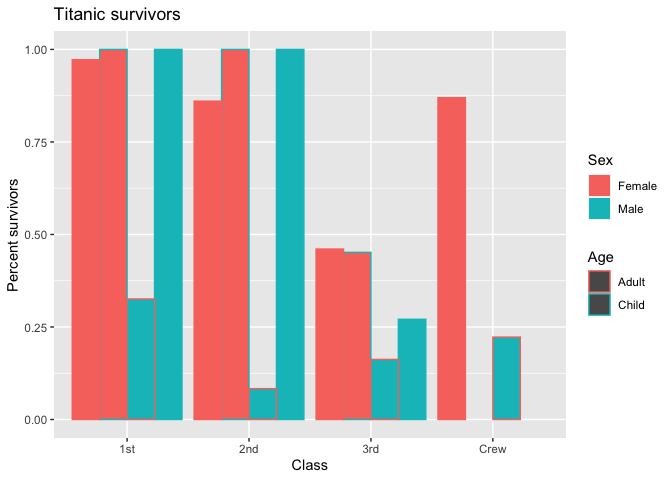 Titanic survivors
1.00
0.75
0.50
0.25
0.00
Percent survivors
1st
2nd
3rd
Crew
Class
Sex
Female
Male
Age
Adult
Child